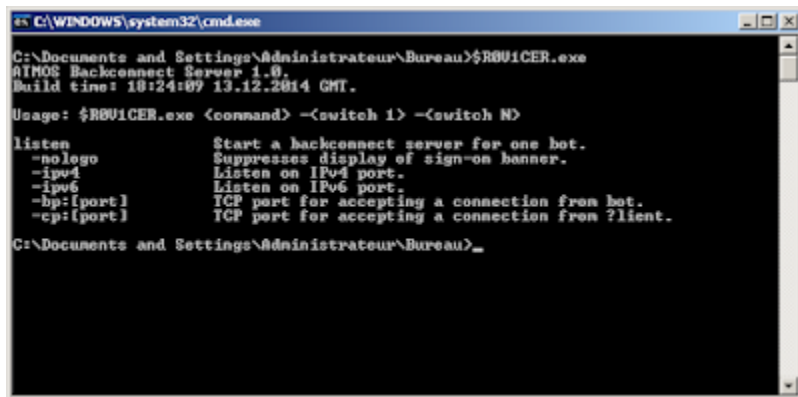 C:\WINDOWS\system32\cmd.exe
C:\Documents and Settings\Administrateur\Bureau>$R0V1CER.exe
ATMOS Backconnect Server 1.0.
Build time: 18:24:09 13.12.2014 GMT.
Usage: $R0V1CER.exe <command> -<switch 1> -<switch N>
listen Start a backconnect server for one bot.
-nologo Suppresses display of sign-on banner.
-ipv4 Listen on IPv4 port.
-ipv6 Listen on IPv6 port.
-bp:[port] TCP port for accepting a connection from bot.
-cp:[port] TCP port for accepting a connection from ?lient.
C:\Documents and Settings\Administrateur\Bureau>_